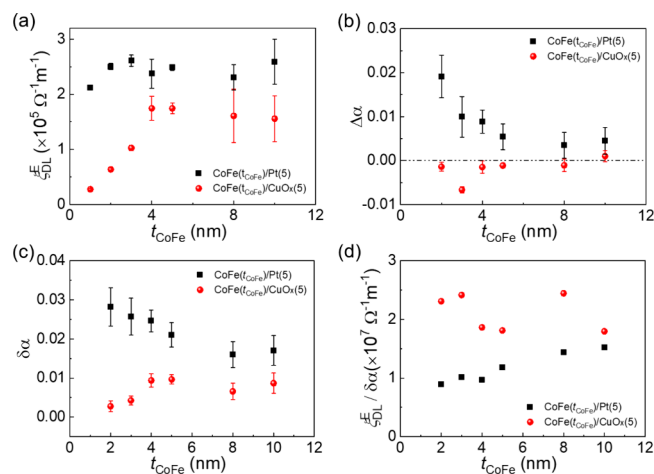 (a)
3
2
1
0
ξ^E_DL (×10^5 Ω^-1m^-1)
CoFe(t_CoFe)/Pt(5)
CoFe(t_CoFe)/CuOx(5)
0 2 4 6 8 10 12
t_CoFe (nm)
(b)
0.03
0.02
0.01
0.00
-0.01
Δα
CoFe(t_CoFe)/Pt(5)
CoFe(t_CoFe)/CuOx(5)
0 2 4 6 8 10 12
t_CoFe (nm)
(c)
0.04
0.03
0.02
0.01
0.00
δα
CoFe(t_CoFe)/Pt(5)
CoFe(t_CoFe)/CuOx(5)
0 2 4 6 8 10 12
t_CoFe (nm)
(d)
3
2
1
0
ξ^E_DL / δα(×10^7 Ω^-1m^-1)
CoFe(t_CoFe)/Pt(5)
CoFe(t_CoFe)/CuOx(5)
0 2 4 6 8 10 12
t_CoFe (nm)